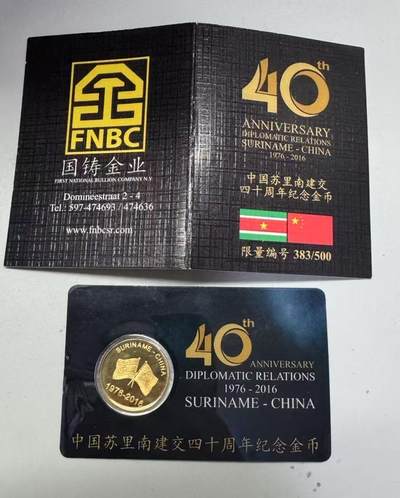 FNBC
国铸金业
FIRST NATIONAL BULLION COMPANY N.V.
Domineestraat 2 - 4
Tel.: 597-474693 / 474636
www.fnbcsr.com
40th
ANNIVERSARY
DIPLOMATIC RELATIONS
SURINAME - CHINA
1976 - 2016
中国苏里南建交
四十周年纪念金币
限量编号 383/500
SURINAME - CHINA
1976-2016
40th
ANNIVERSARY
DIPLOMATIC RELATIONS
1976 - 2016
SURINAME - CHINA
中国苏里南建交四十周年纪念金币